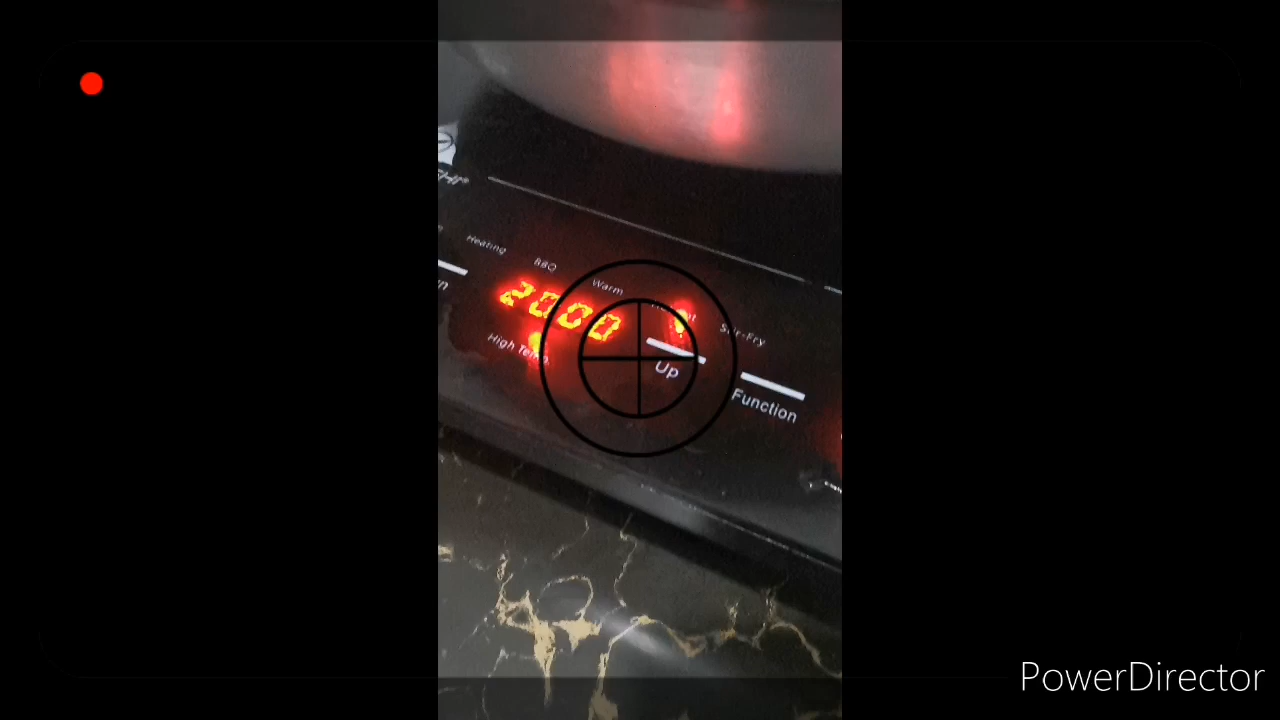 Heating
BBQ
Warm
2000
Stir-Fry
High Temp.
Up
Function
PowerDirector